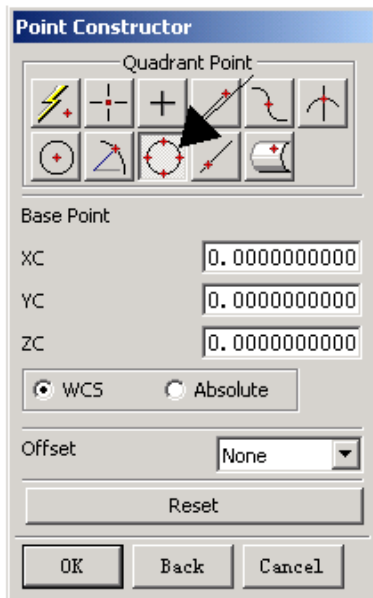 Point Constructor
Quadrant Point
Base Point
XC 0.0000000000
YC 0.0000000000
ZC 0.0000000000
WCS Absolute
Offset None
Reset
OK Back Cancel